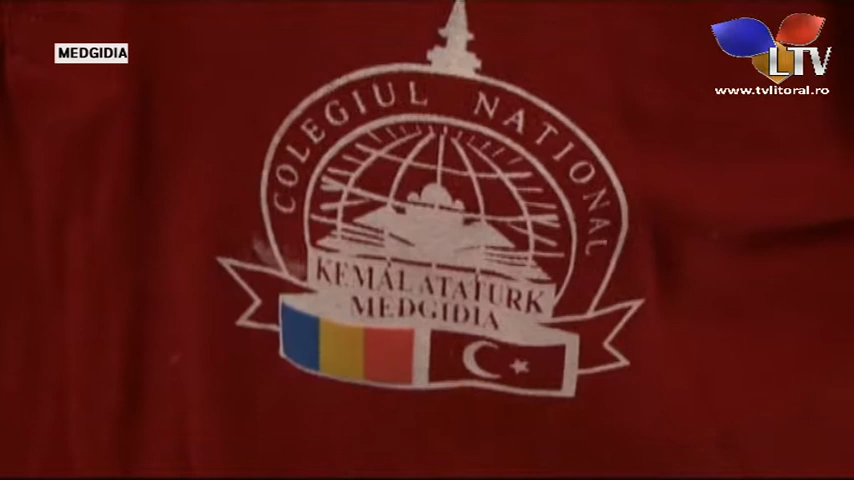 MEDGIDIA
LTV
www.tvlitoral.ro
COLEGIUL NATIONAL
KEMAL ATATURK
MEDGIDIA